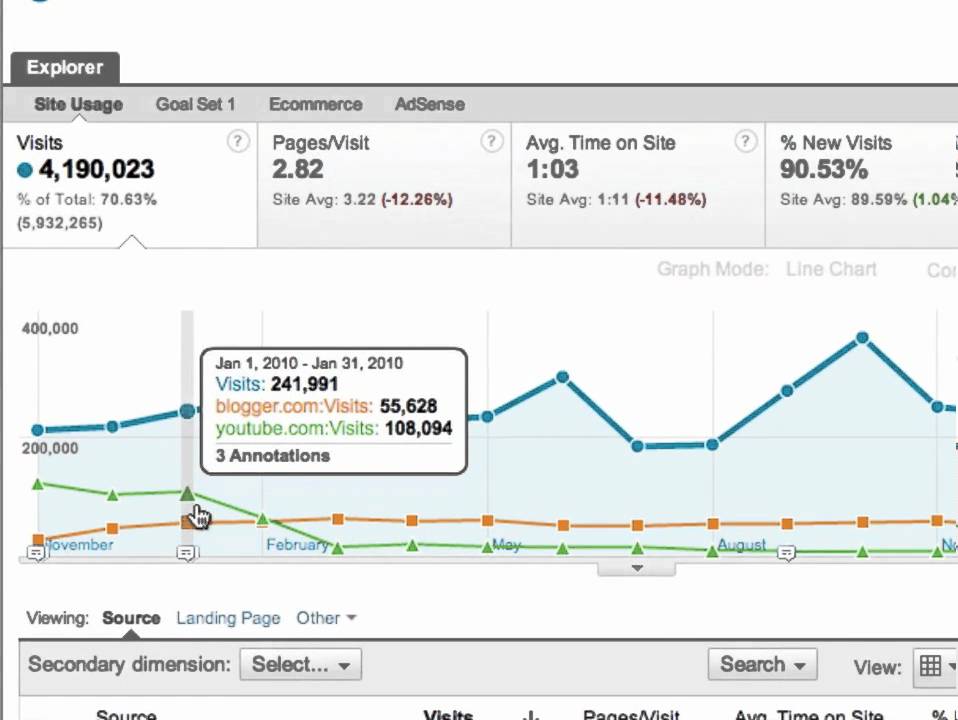 Explorer
Site Usage Goal Set 1 Ecommerce AdSense
Visits ? Pages/Visit ? Avg. Time on Site ? % New Visits
4,190,023 2.82 1:03 90.53%
% of Total: 70.63% Site Avg: 3.22 (-12.26%) Site Avg: 1:11 (-11.48%) Site Avg: 89.59% (1.04%
(5,932,265)
Graph Mode: Line Chart
400,000
Jan 1, 2010 - Jan 31, 2010
Visits: 241,991
blogger.com:Visits: 55,628
youtube.com:Visits: 108,094
200,000
3 Annotations
November February May August
Viewing: Source Landing Page Other
Secondary dimension: Select... Search View:
Source Visits Pages/Visit Avg. Time on Site %